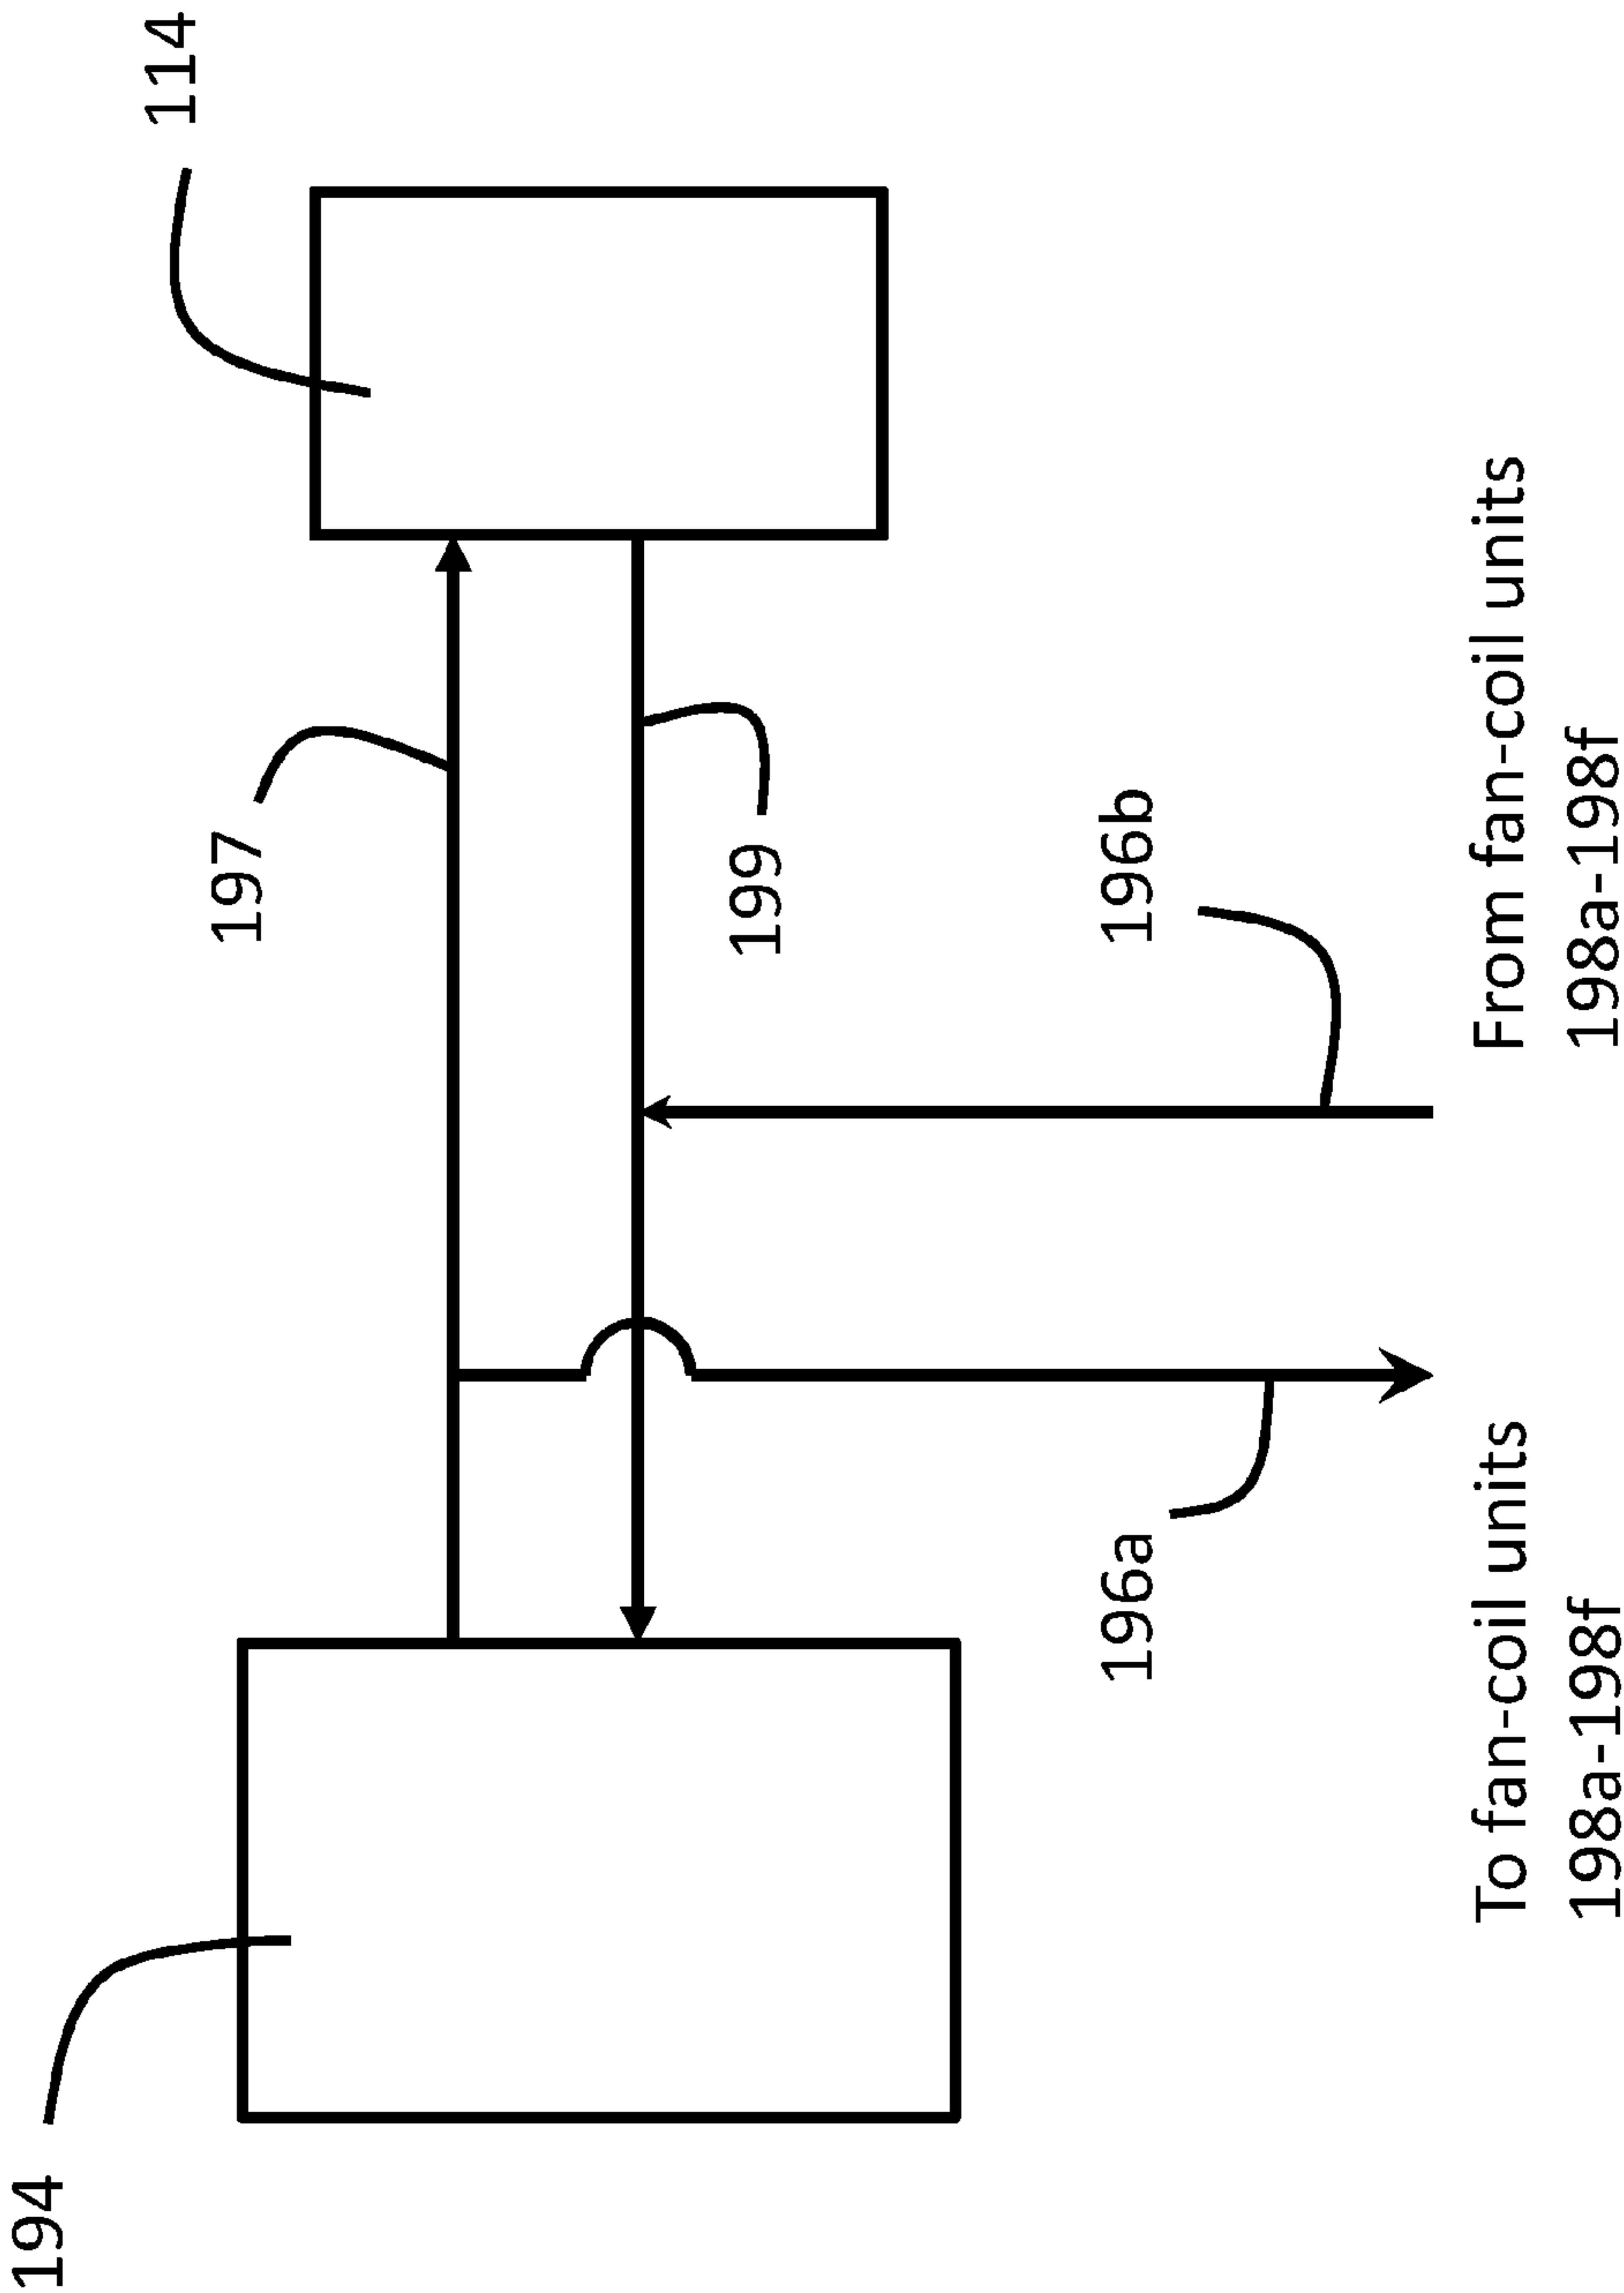 194
114
197
199
196a
196b
To fan-coil units
198a-198f
From fan-coil units
198a-198f